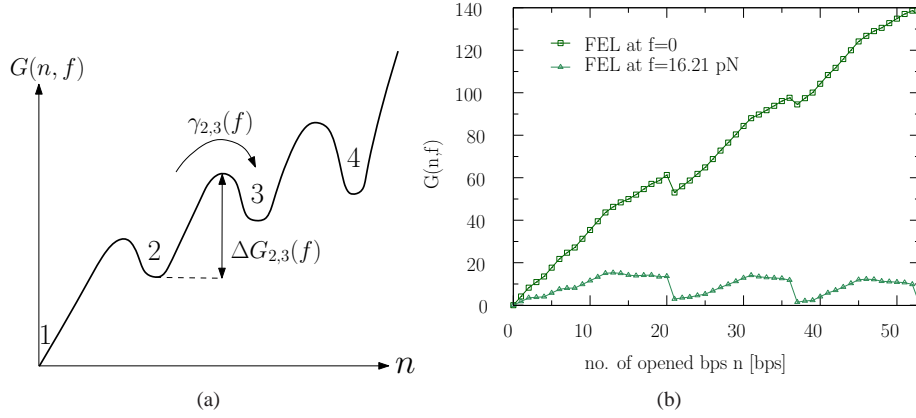 G(n, f)
γ2,3(f)
1
2
3
4
ΔG2,3(f)
n
(a)
G(n,f)
140
120
100
80
60
40
20
0
FEL at f=0
FEL at f=16.21 pN
0 10 20 30 40 50
no. of opened bps n [bps]
(b)